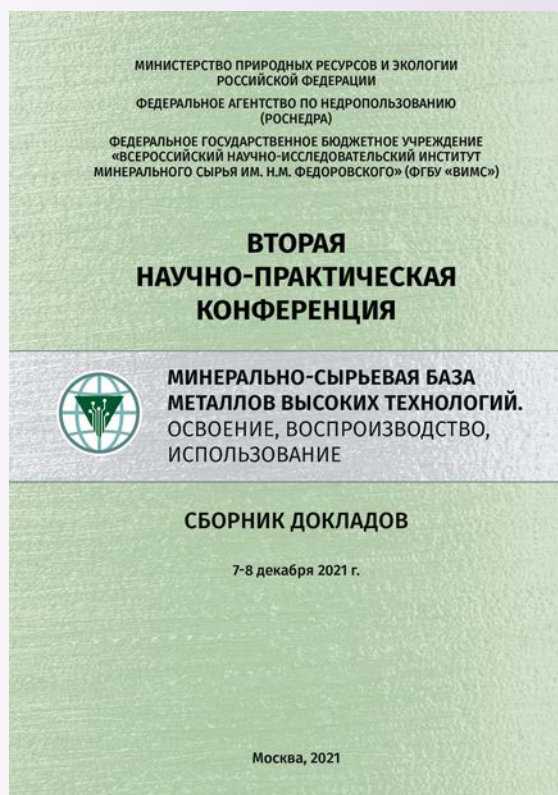 МИНИСТЕРСТВО ПРИРОДНЫХ РЕСУРСОВ И ЭКОЛОГИИ
РОССИЙСКОЙ ФЕДЕРАЦИИ
ФЕДЕРАЛЬНОЕ АГЕНТСТВО ПО НЕДРОПОЛЬЗОВАНИЮ
(РОСНЕДРА)
ФЕДЕРАЛЬНОЕ ГОСУДАРСТВЕННОЕ БЮДЖЕТНОЕ УЧРЕЖДЕНИЕ
«ВСЕРОССИЙСКИЙ НАУЧНО-ИССЛЕДОВАТЕЛЬСКИЙ ИНСТИТУТ
МИНЕРАЛЬНОГО СЫРЬЯ ИМ. Н.М. ФЕДОРОВСКОГО» (ФГБУ «ВИМС»)
ВТОРАЯ
НАУЧНО-ПРАКТИЧЕСКАЯ
КОНФЕРЕНЦИЯ
МИНЕРАЛЬНО-СЫРЬЕВАЯ БАЗА
МЕТАЛЛОВ ВЫСОКИХ ТЕХНОЛОГИЙ.
ОСВОЕНИЕ, ВОСПРОИЗВОДСТВО,
ИСПОЛЬЗОВАНИЕ
СБОРНИК ДОКЛАДОВ
7-8 декабря 2021 г.
Москва, 2021